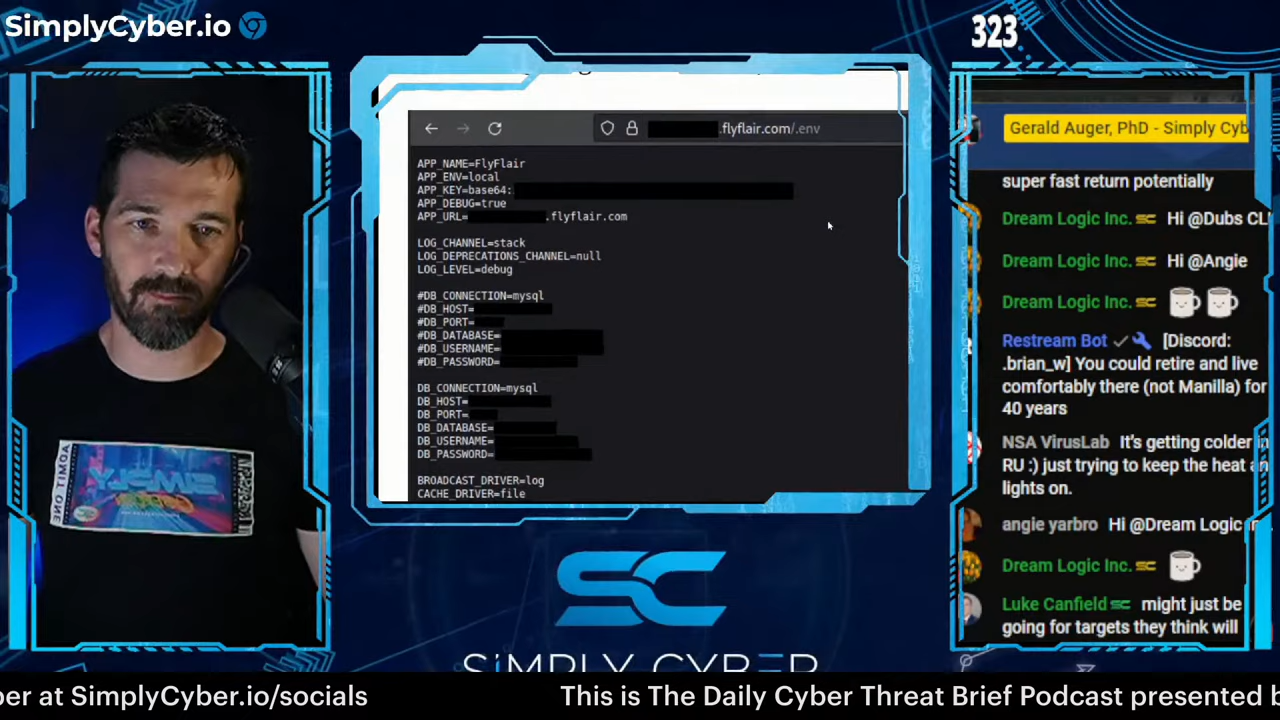 SimplyCyber.io
323
.flyflair.com/.env
APP_NAME=FlyFlair
APP_ENV=local
APP_KEY=base64:
APP_DEBUG=true
APP_URL=
.flyflair.com
LOG_CHANNEL=stack
LOG_DEPRECATIONS_CHANNEL=null
LOG_LEVEL=debug
#DB_CONNECTION=mysql
#DB_HOST=
#DB_PORT=
#DB_DATABASE=
#DB_USERNAME=
#DB_PASSWORD=
DB_CONNECTION=mysql
DB_HOST=
DB_PORT=
DB_DATABASE=
DB_USERNAME=
DB_PASSWORD=
BROADCAST_DRIVER=log
CACHE_DRIVER=file
Gerald Auger, PhD - Simply Cyb
super fast return potentially
Dream Logic Inc. Hi @Dubs CL
Dream Logic Inc. Hi @Angie
Dream Logic Inc.
Restream Bot [Discord:
.brian_w] You could retire and live
comfortably there (not Manilla) for
40 years
NSA VirusLab It's getting colder in
RU :) just trying to keep the heat an
lights on.
angie yarbro Hi @Dream Logic
Dream Logic Inc.
Luke Canfield might just be
going for targets they think will
SIMPLY
SC
SIMPLY CYBER
ber at SimplyCyber.io/socials
This is The Daily Cyber Threat Brief Podcast presented b